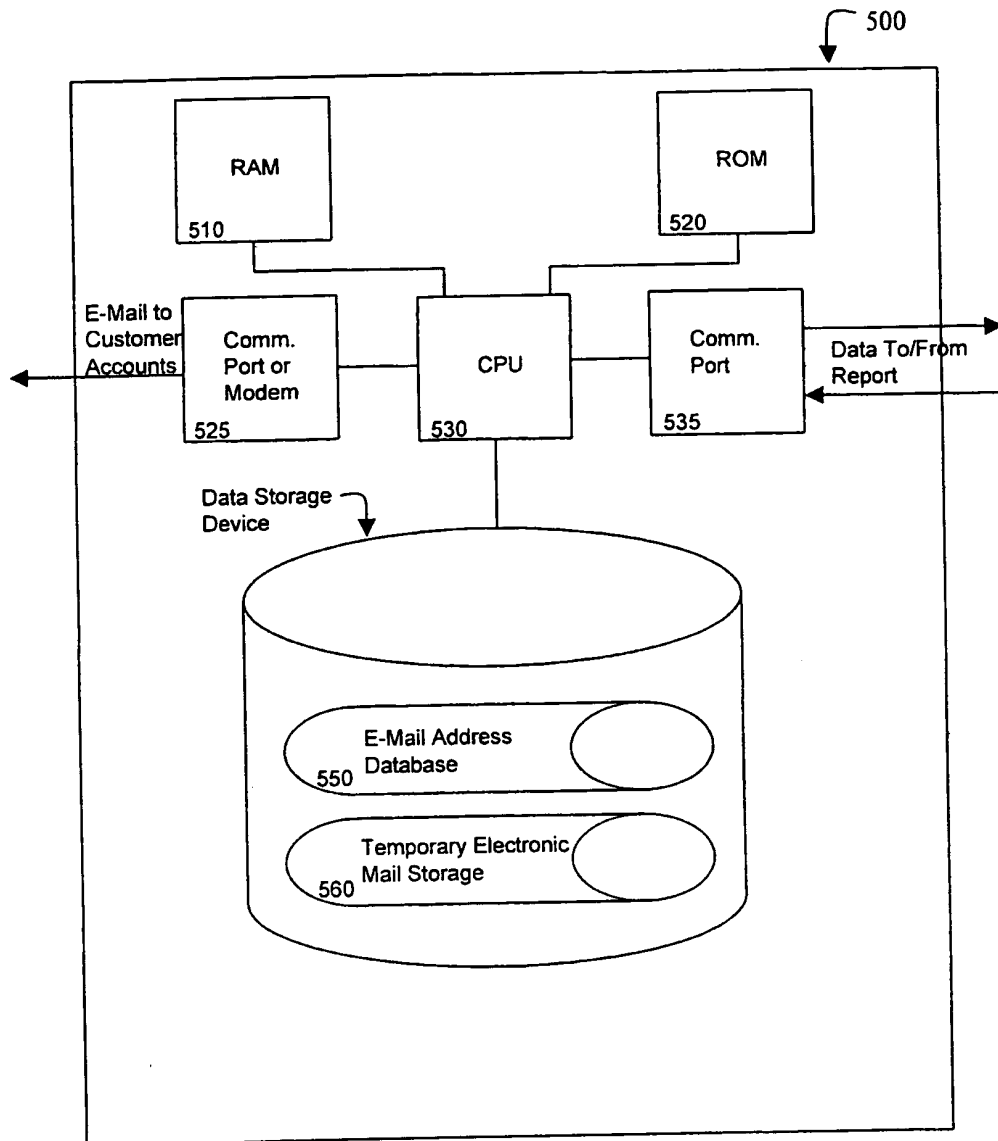 500
RAM
510
ROM
520
E-Mail to
Customer
Accounts
Comm.
Port or
Modem
525
CPU
530
Comm.
Port
535
Data To/From
Report
Data Storage
Device
E-Mail Address
Database
550
Temporary Electronic
Mail Storage
560